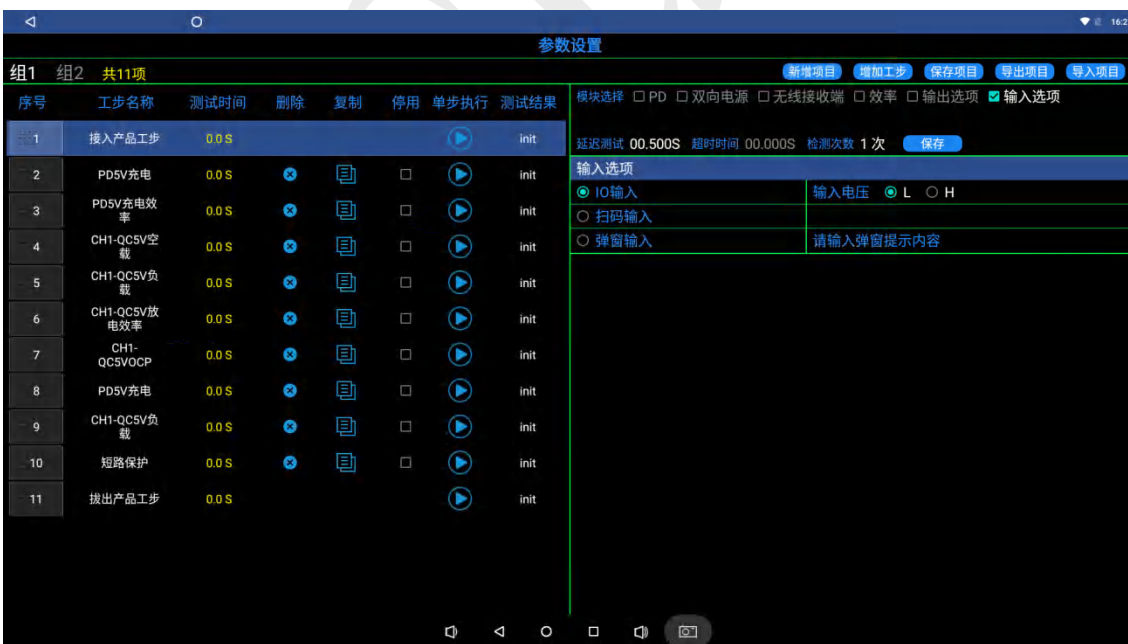 16:2
参数设置
组1 组2 共11项 新增项目 增加工步 保存项目 导出项目 导入项目
序号 工步名称 测试时间 删除 复制 停用 单步执行 测试结果
1 接入产品工步 0.0 S init
2 PD5V充电 0.0 S init
3 PD5V充电效
率 0.0 S init
4 CH1-QC5V空
载 0.0 S init
5 CH1-QC5V负
载 0.0 S init
6 CH1-QC5V放
电效率 0.0 S init
7 CH1-
QC5VOCP 0.0 S init
8 PD5V充电 0.0 S init
9 CH1-QC5V负
载 0.0 S init
10 短路保护 0.0 S init
11 拔出产品工步 0.0 S init
模块选择 PD 双向电源 无线接收端 效率 输出选项 输入选项
延迟测试 00.500S 超时时间 00.000S 检测次数 1 次 保存
输入选项
IO输入 输入电压 L H
扫码输入
弹窗输入 请输入弹窗提示内容